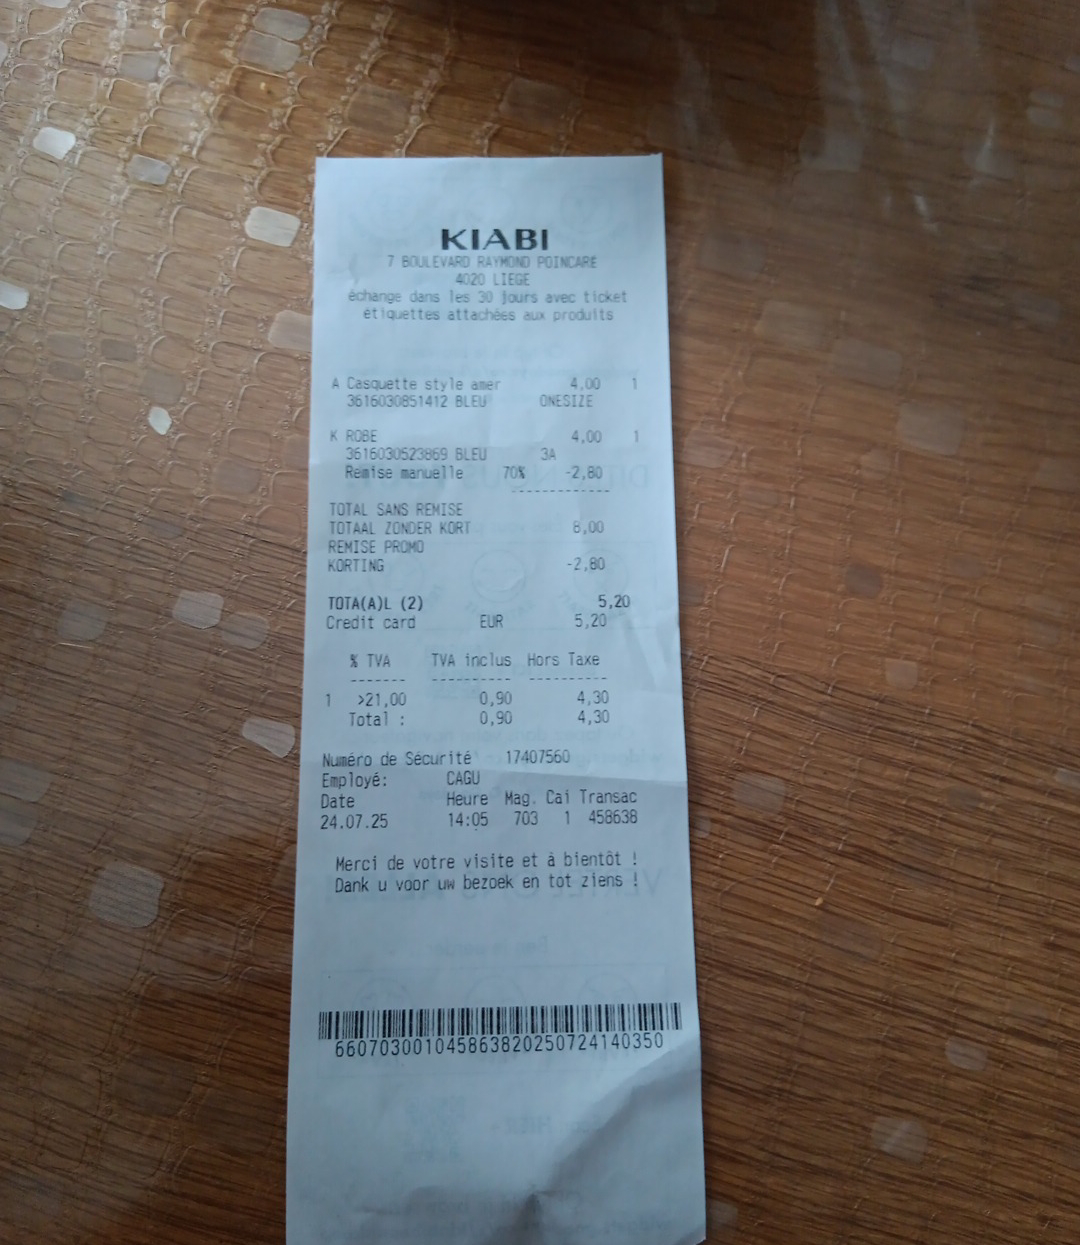 KIABI
7 BOULEVARD RAYMOND POINCARÉ
4020 LIEGE
échange dans les 30 jours avec ticket
étiquettes attachées aux produits
A Casquette style amer 4,00 1
3616030851412 BLEU ONESIZE
K ROBE 4,00 1
3616030523869 BLEU 3A
Remise manuelle 70% -2,80
TOTAL SANS REMISE
TOTAAL ZONDER KORT 8,00
REMISE PROMO
KORTING -2,80
TOTA(A)L (2) 5,20
Credit card EUR 5,20
% TVA TVA inclus Hors Taxe
1 >21,00 0,90 4,30
Total : 0,90 4,30
Numéro de Sécurité 17407560
Employé: CAGU
Date Heure Mag. Cai Transac
24.07.25 14:05 703 1 458638
Merci de votre visite et à bientôt !
Dank u voor uw bezoek en tot ziens !
66070300104586382025072414​0350